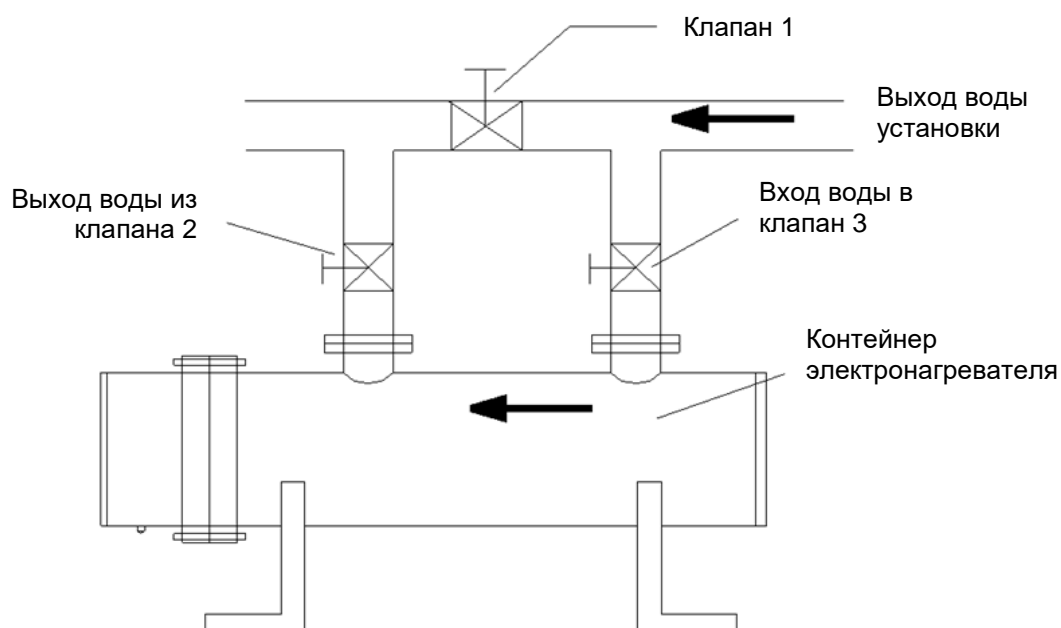 Клапан 1
Выход воды
установки
Выход воды из
клапана 2
Вход воды в
клапан 3
Контейнер
электронагревателя